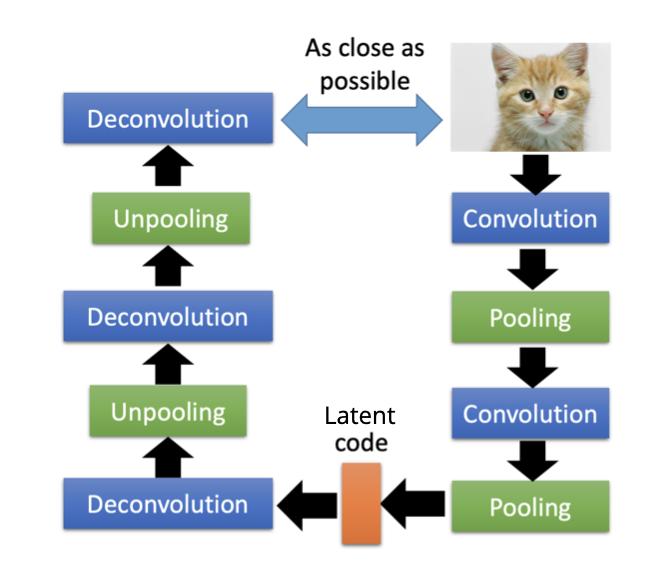 As close as
possible
Deconvolution
Unpooling
Deconvolution
Unpooling
Deconvolution
Convolution
Pooling
Convolution
Pooling
Latent
code